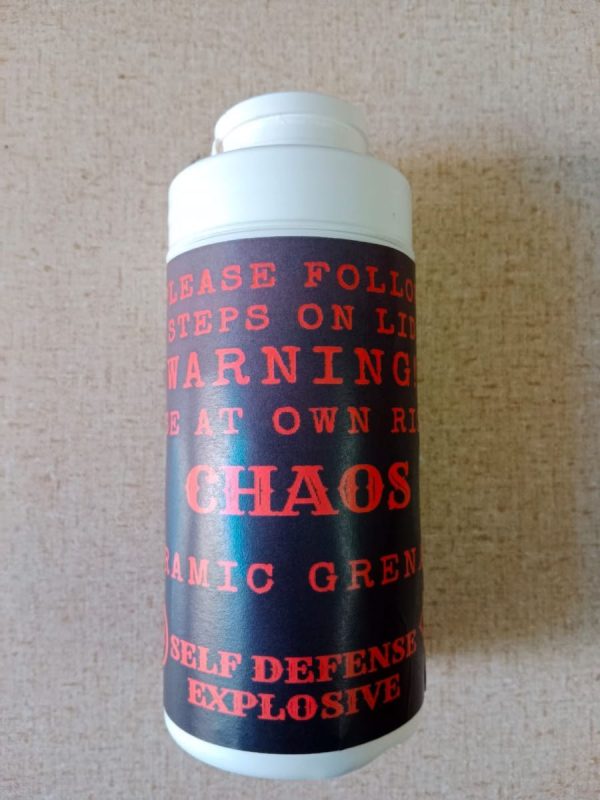 LEASE FOLLO
STEPS ON LID
WARNING!
E AT OWN RI
CHAOS
RAMIC GRENA
SELF DEFENSE
EXPLOSIVE